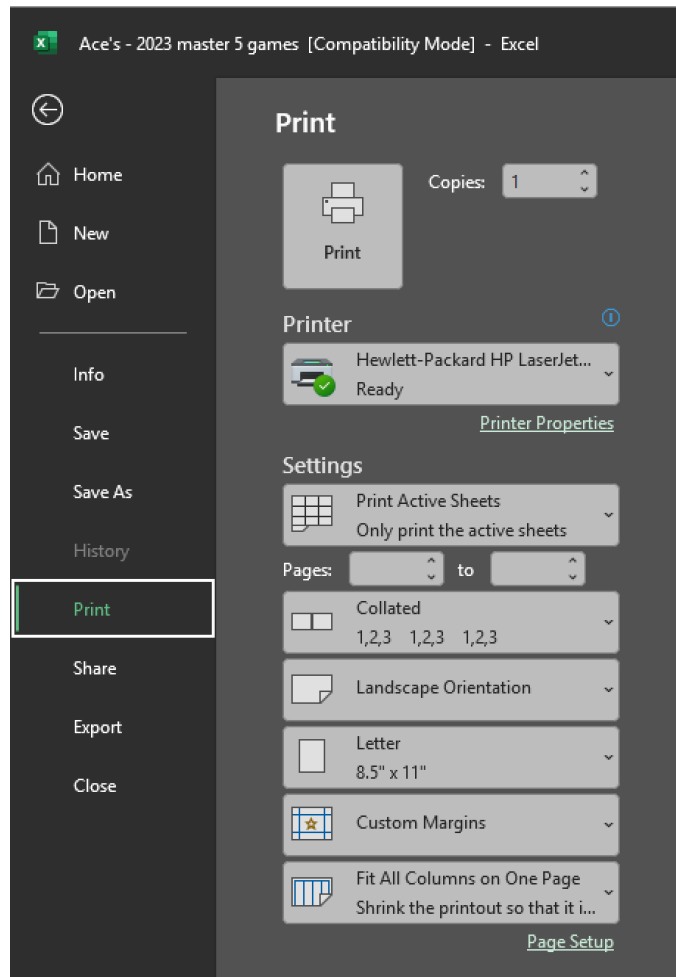 Ace's - 2023 master 5 games [Compatibility Mode] - Excel
Home
New
Open
Info
Save
Save As
History
Print
Share
Export
Close
Print
Print
Copies: 1
Printer
Hewlett-Packard HP LaserJet...
Ready
Printer Properties
Settings
Print Active Sheets
Only print the active sheets
Pages: to
Collated
1,2,3 1,2,3 1,2,3
Landscape Orientation
Letter
8.5" x 11"
Custom Margins
Fit All Columns on One Page
Shrink the printout so that it i...
Page Setup